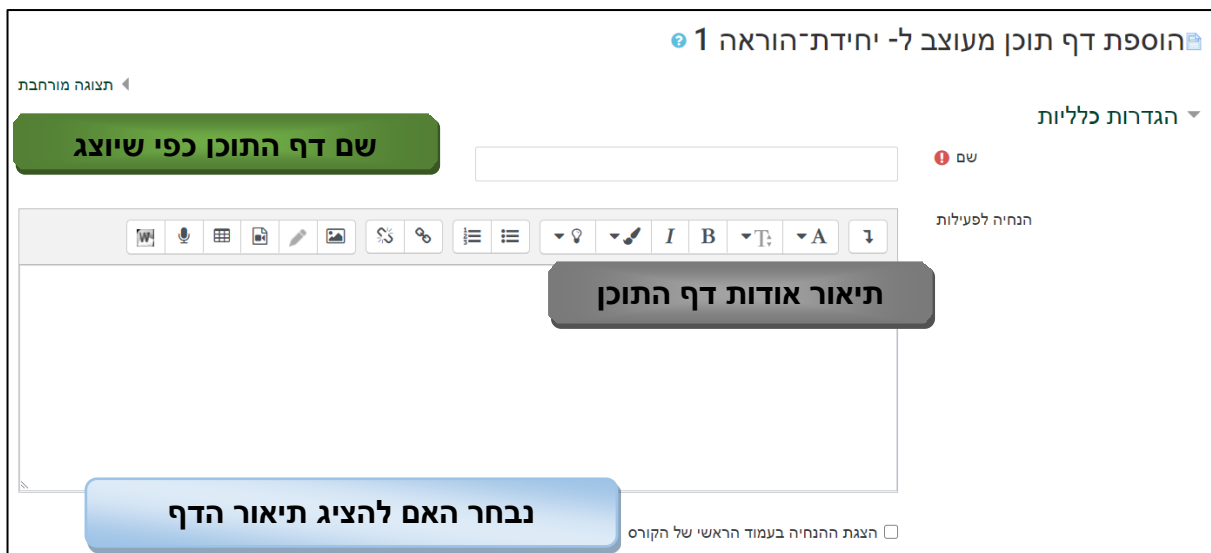 הוספת דף תוכן מעוצב ל- יחידת־הוראה 1
תצוגה מורחבת
הגדרות כלליות
שם דף התוכן כפי שיוצג
שם
הנחיה לפעילות
A T B I
תיאור אודות דף התוכן
נבחר האם להציג תיאור הדף
הצגת ההנחיה בעמוד הראשי של הקורס